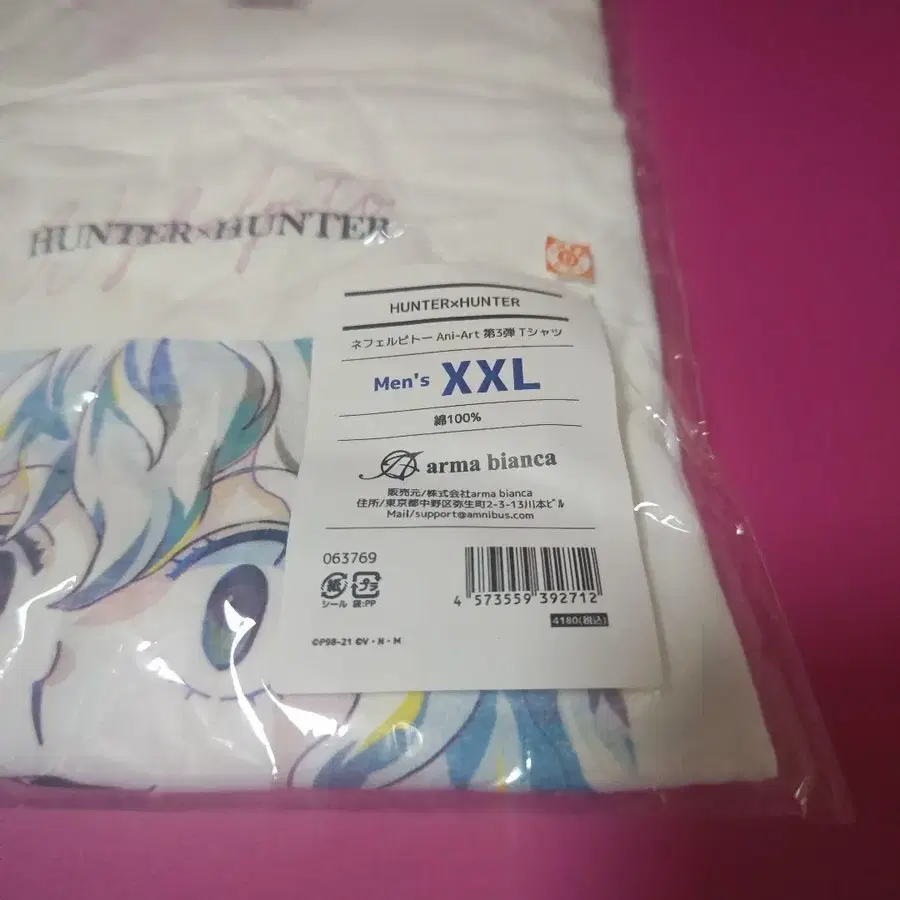 HUNTER×HUNTER
HUNTER×HUNTER
ネフェルピトー Ani-Art 第3弾 Tシャツ
Men's XXL
綿100%
arma bianca
販売元/株式会社arma bianca
住所/東京都中野区弥生町2-3-13川本ビル
Mail/support@amnibus.com
063769
紙 プラ
シール 袋:PP
4 573559 392712
4180(税込)
©P98-21 ©V・N・M